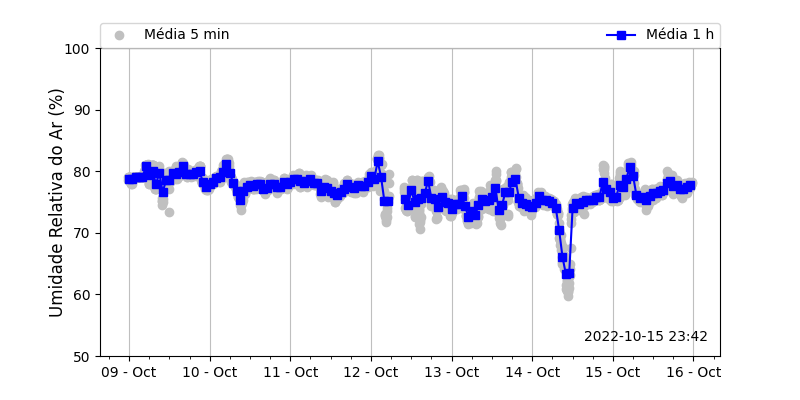 Média 5 min Média 1 h
Umidade Relativa do Ar (%)
100
90
80
70
60
50
2022-10-15 23:42
09 - Oct 10 - Oct 11 - Oct 12 - Oct 13 - Oct 14 - Oct 15 - Oct 16 - Oct